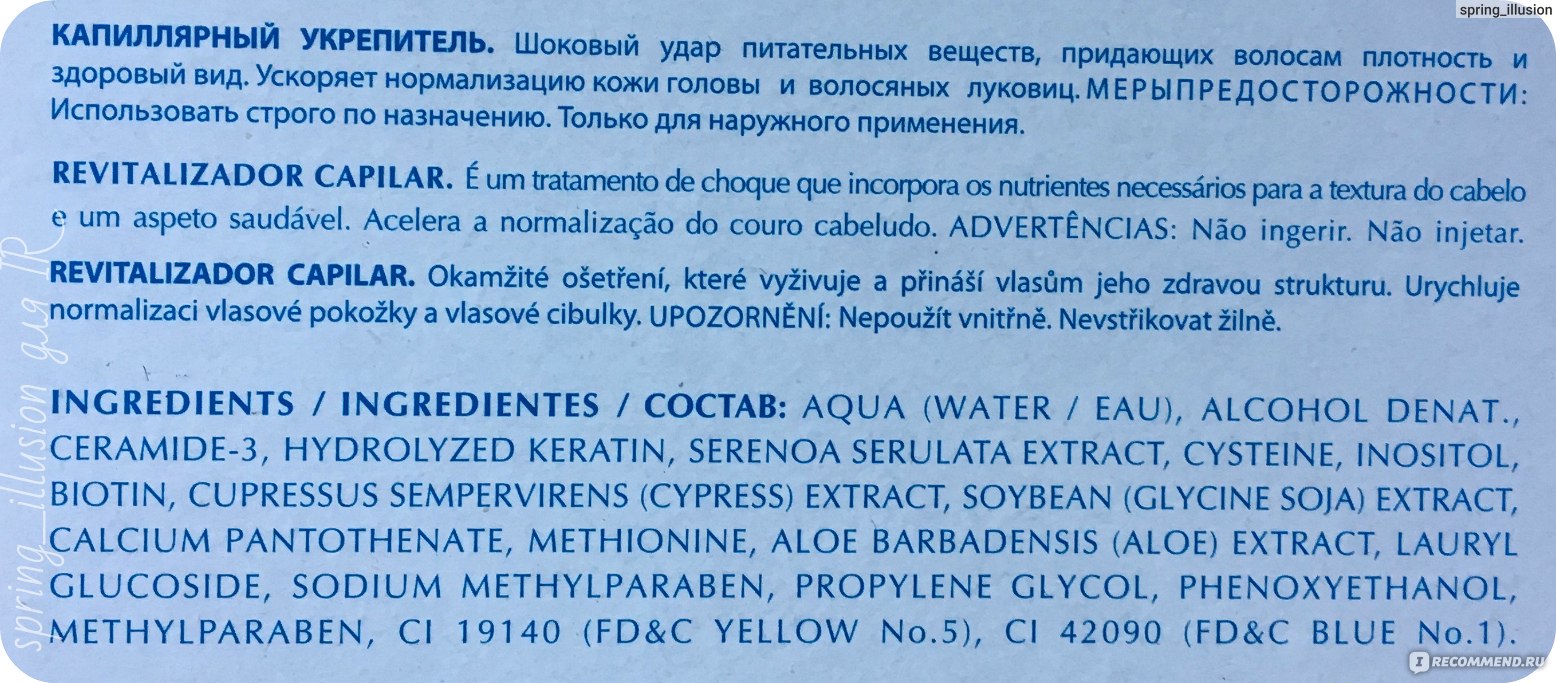 spring_illusion
КАПИЛЛЯРНЫЙ УКРЕПИТЕЛЬ. Шоковый удар питательных веществ, придающих волосам плотность и
здоровый вид. Ускоряет нормализацию кожи головы и волосяных луковиц. МЕРЫПРЕДОСТОРОЖНОСТИ:
Использовать строго по назначению. Только для наружного применения.
REVITALIZADOR CAPILAR. É um tratamento de choque que incorpora os nutrientes necessários para a textura do cabelo
e um aspeto saudável. Acelera a normalização do couro cabeludo. ADVERTÊNCIAS: Não ingerir. Não injetar.
REVITALIZADOR CAPILAR. Okamžité ošetření, které vyživuje a přináší vlasům jeho zdravou strukturu. Urychluje
normalizaci vlasové pokožky a vlasové cibulky. UPOZORNĚNÍ: Nepoužít vnitřně. Nevstřikovat žilně.
INGREDIENTS / INGREDIENTES / СОСТАВ: AQUA (WATER / EAU), ALCOHOL DENAT.,
CERAMIDE-3, HYDROLYZED KERATIN, SERENOA SERULATA EXTRACT, CYSTEINE, INOSITOL,
BIOTIN, CUPRESSUS SEMPERVIRENS (CYPRESS) EXTRACT, SOYBEAN (GLYCINE SOJA) EXTRACT,
CALCIUM PANTOTHENATE, METHIONINE, ALOE BARBADENSIS (ALOE) EXTRACT, LAURYL
GLUCOSIDE, SODIUM METHYLPARABEN, PROPYLENE GLYCOL, PHENOXYETHANOL,
METHYLPARABEN, CI 19140 (FD&C YELLOW No.5), CI 42090 (FD&C BLUE No.1).
spring_illusion для IR
I RECOMMEND.RU